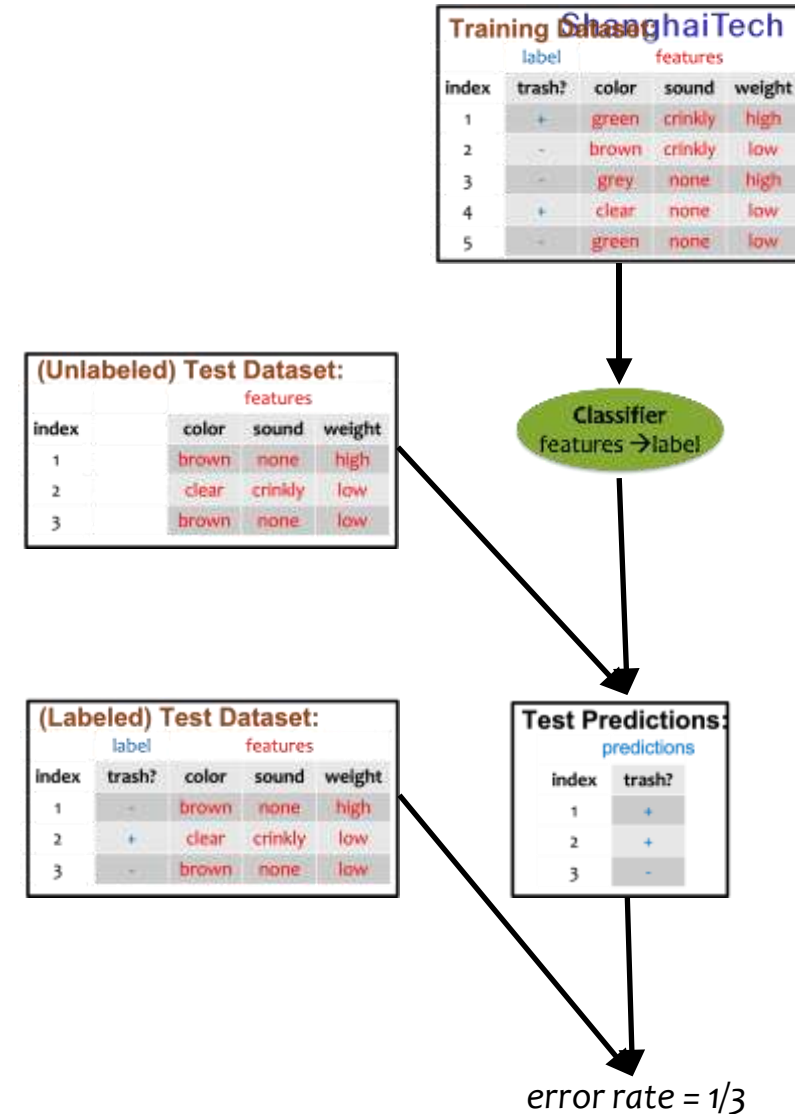 Training Dataset:
ShanghaiTech
label features
index trash? color sound weight
1 + green crinkly high
2 - brown crinkly low
3 - grey none high
4 + clear none low
5 - green none low
(Unlabeled) Test Dataset:
features
index color sound weight
1 brown none high
2 clear crinkly low
3 brown none low
Classifier
features →label
(Labeled) Test Dataset:
label features
index trash? color sound weight
1 - brown none high
2 + clear crinkly low
3 - brown none low
Test Predictions:
predictions
index trash?
1 +
2 +
3 -
error rate = 1/3